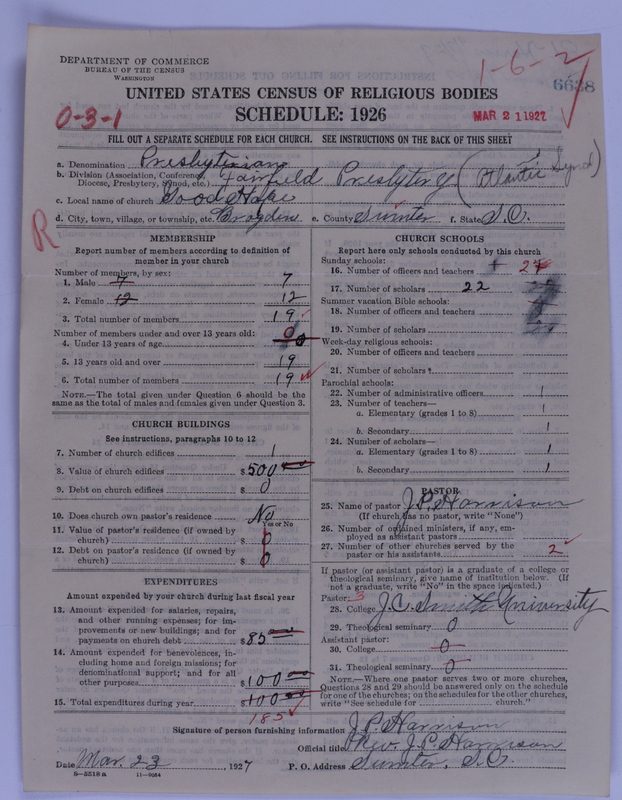 DEPARTMENT OF COMMERCE
BUREAU OF THE CENSUS
WASHINGTON
1-6-2
6638
UNITED STATES CENSUS OF RELIGIOUS BODIES
0-3-1
SCHEDULE: 1926
MAR 21 1927
FILL OUT A SEPARATE SCHEDULE FOR EACH CHURCH. SEE INSTRUCTIONS ON THE BACK OF THIS SHEET
a. Denomination Presbyterian
b. Division (Association, Conference, Diocese, Presbytery, Synod, etc.) Fairfield Presbytery (Atlantic Synd)
c. Local name of church Good Hope
d. City, town, village, or township, etc. e. County Sumter f. State S.C.
R
MEMBERSHIP
Report number of members according to definition of
member in your church
Number of members, by sex:
1. Male 7 7
2. Female 12 12
3. Total number of members 19
Number of members under and over 13 years old:
4. Under 13 years of age 0
5. 13 years old and over 19
6. Total number of members 19
NOTE.—The total given under Question 6 should be
the same as the total of males and females given under Question 3.
CHURCH BUILDINGS
See instructions, paragraphs 10 to 12
7. Number of church edifices 1
8. Value of church edifices $500
9. Debt on church edifices $ 0
10. Does church own pastor's residence No
Yes or No
11. Value of pastor's residence (if owned by
church) $ 0
12. Debt on pastor's residence (if owned by
church) $ 0
EXPENDITURES
Amount expended by your church during last fiscal year
13. Amount expended for salaries, repairs,
and other running expenses; for im-
provements or new buildings; and for
payments on church debt $85
14. Amount expended for benevolences, in-
cluding home and foreign missions; for
denominational support; and for all
other purposes $100
15. Total expenditures during year $100
185
CHURCH SCHOOLS
Report here only schools conducted by this church
Sunday schools:
16. Number of officers and teachers
17. Number of scholars 22
Summer vacation Bible schools:
18. Number of officers and teachers
19. Number of scholars
Week-day religious schools:
20. Number of officers and teachers
21. Number of scholars
Parochial schools:
22. Number of administrative officers 1
23. Number of teachers—
a. Elementary (grades 1 to 8) 1
b. Secondary 1
24. Number of scholars—
a. Elementary (grades 1 to 8) 1
b. Secondary 1
PASTOR
25. Name of pastor J.P. Harrison
(If church has no pastor, write "None")
26. Number of ordained ministers, if any, em-
ployed as assistant pastors
27. Number of other churches served by the
pastor or his assistants 2
If pastor (or assistant pastor) is a graduate of a college or
theological seminary, give name of institution below. (If
not a graduate, write "No" in the space indicated.)
Pastor: 3
28. College J.C. Smith University
29. Theological seminary 0
Assistant pastor:
30. College 0
31. Theological seminary 0
NOTE.—Where one pastor serves two or more churches,
Questions 28 and 29 should be answered only on the schedule
for one of the churches; on the schedules for the other churches,
write "See schedule for church."
Signature of person furnishing information J.P. Harrison
Official title Rev. J.P. Harrison
Date Mar. 23, 1927 P. O. Address Sumter, S.C.
8—5518 a 11—9084